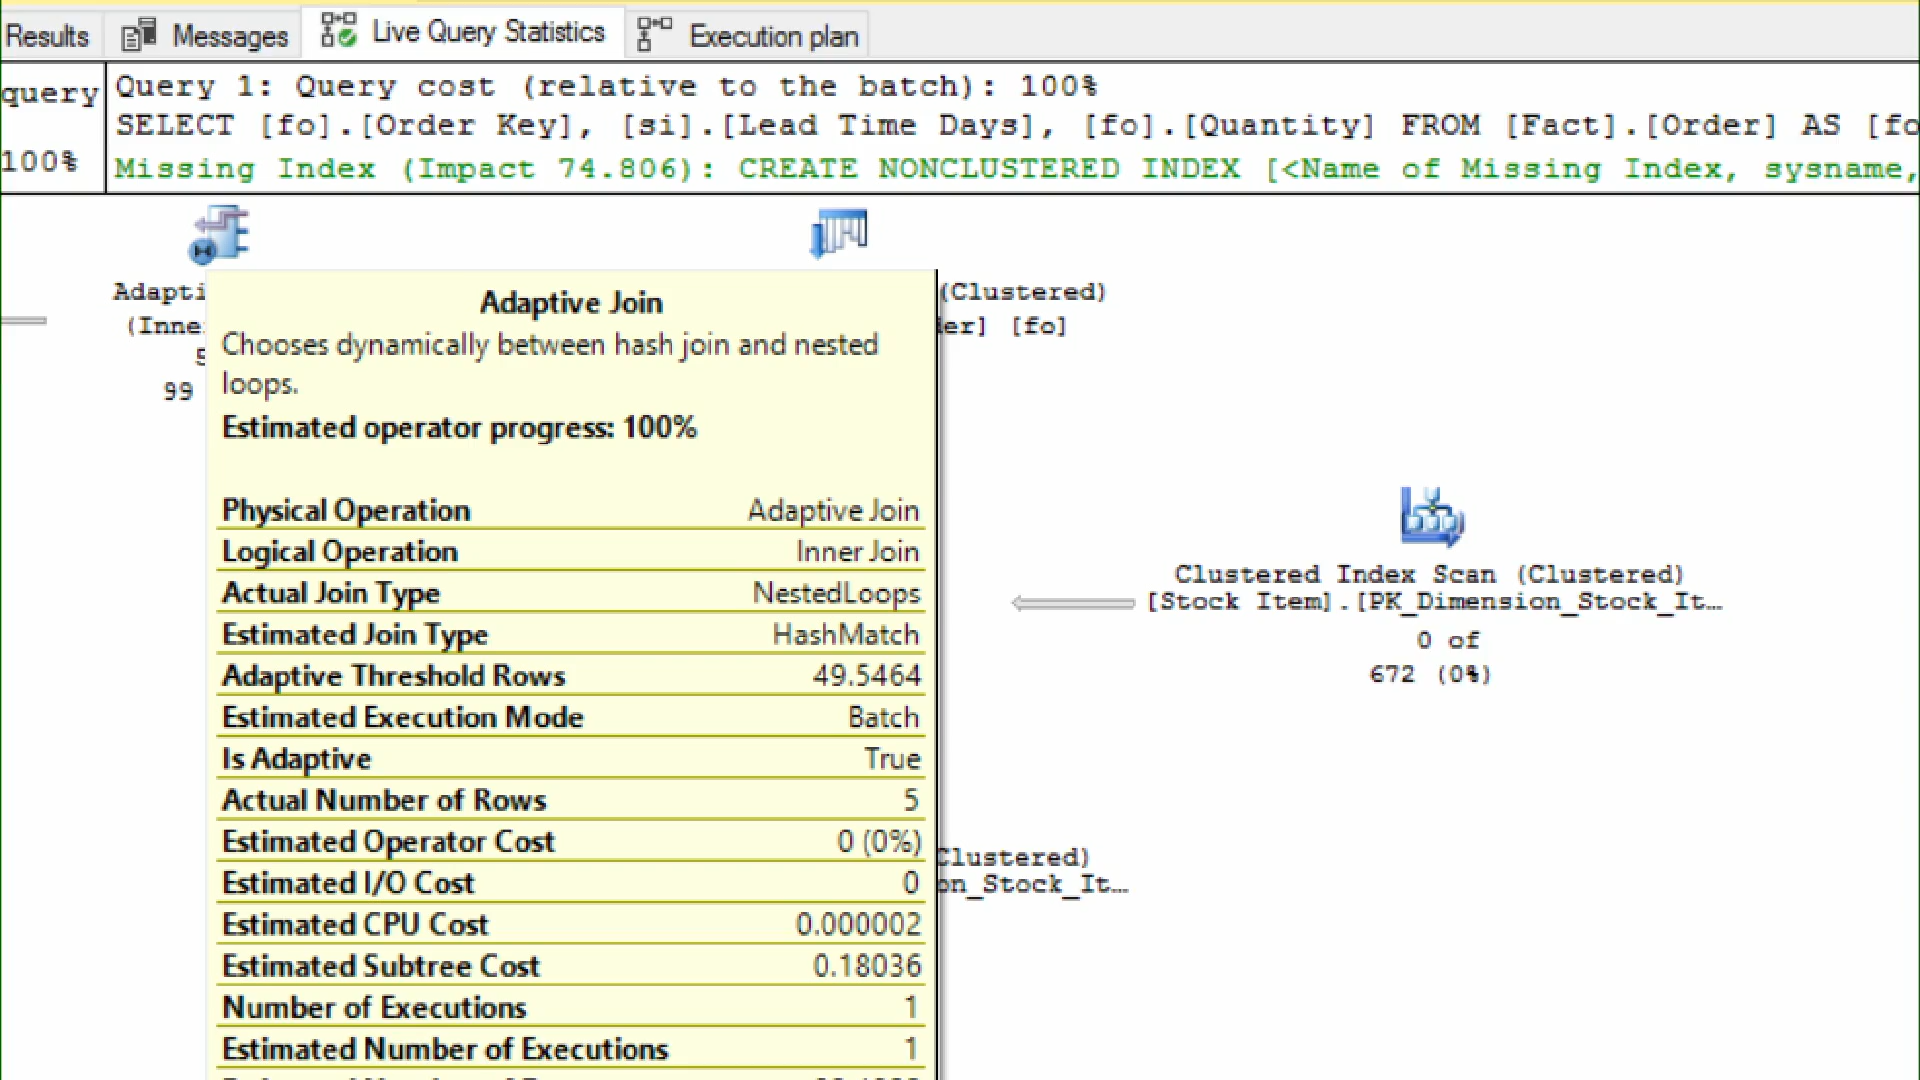 Results
Messages
Live Query Statistics
Execution plan
query
100%
Query 1: Query cost (relative to the batch): 100%
SELECT [fo].[Order Key], [si].[Lead Time Days], [fo].[Quantity] FROM [Fact].[Order] AS [fo
Missing Index (Impact 74.806): CREATE NONCLUSTERED INDEX [<Name of Missing Index, sysname,
Adapti
(Inne
99
(Clustered)
er] [fo]
Adaptive Join
Chooses dynamically between hash join and nested
loops.
Estimated operator progress: 100%
Physical Operation Adaptive Join
Logical Operation Inner Join
Actual Join Type NestedLoops
Estimated Join Type HashMatch
Adaptive Threshold Rows 49.5464
Estimated Execution Mode Batch
Is Adaptive True
Actual Number of Rows 5
Estimated Operator Cost 0 (0%)
Estimated I/O Cost 0
Estimated CPU Cost 0.000002
Estimated Subtree Cost 0.18036
Number of Executions 1
Estimated Number of Executions 1
Clustered Index Scan (Clustered)
[Stock Item].[PK_Dimension_Stock_It...
0 of
672 (0%)
Clustered)
on_Stock_It...